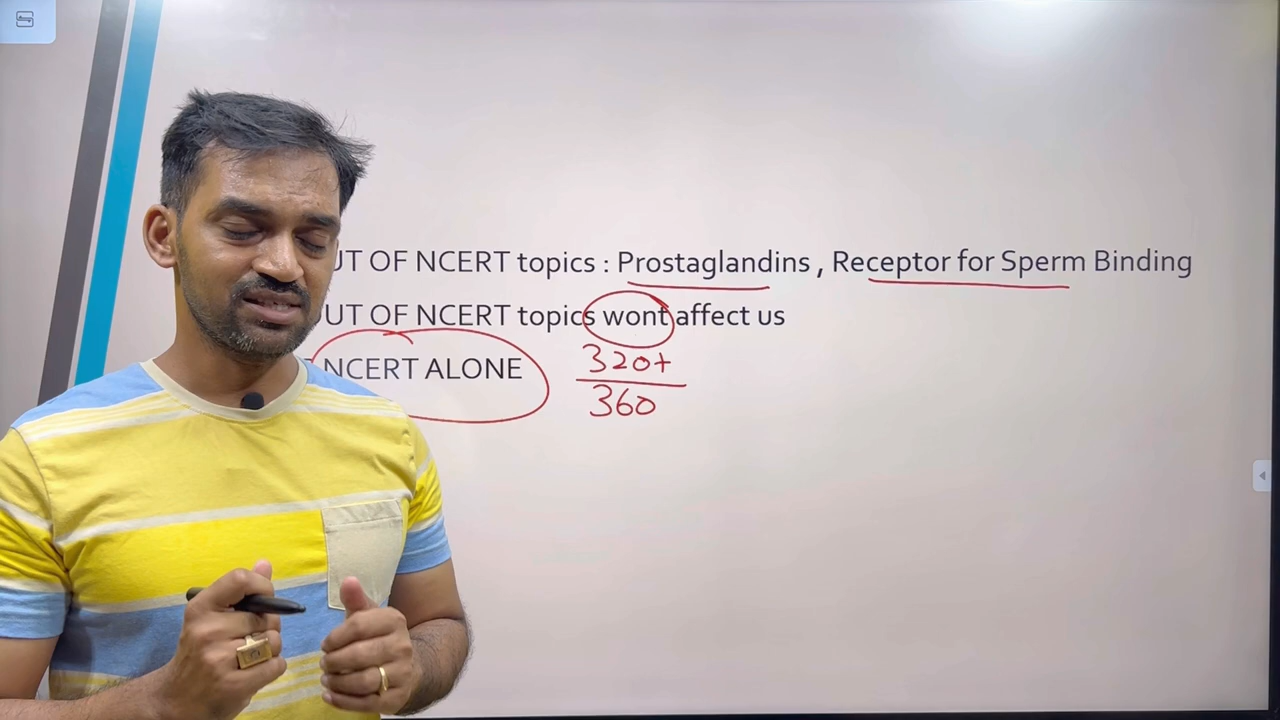 UT OF NCERT topics : Prostaglandins , Receptor for Sperm Binding
UT OF NCERT topics wont affect us
NCERT ALONE
320+
360